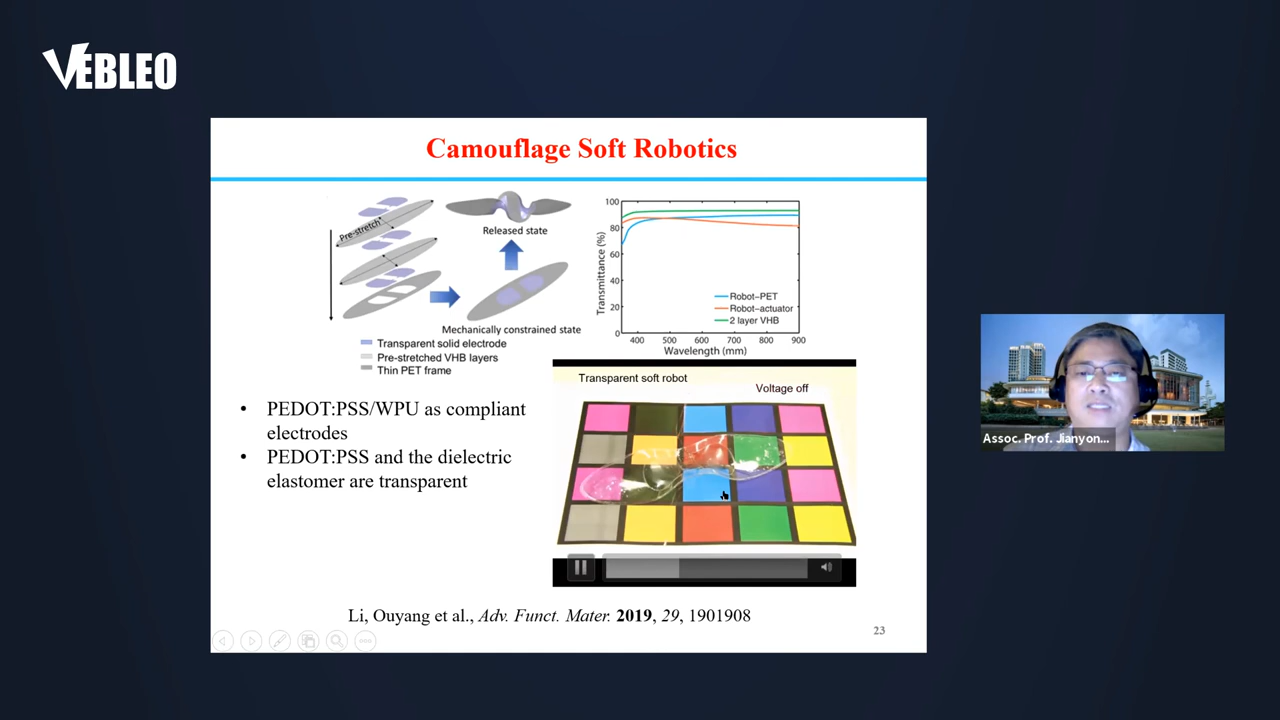 VEBLEO
Camouflage Soft Robotics
Pre-stretch
Released state
Mechanically constrained state
Transparent solid electrode
Pre-stretched VHB layers
Thin PET frame
Transmittance (%)
100
80
60
40
20
0
400 500 600 700 800 900
Wavelength (mm)
Robot-PET
Robot-actuator
2 layer VHB
• PEDOT:PSS/WPU as compliant
electrodes
• PEDOT:PSS and the dielectric
elastomer are transparent
Transparent soft robot
Voltage off
Li, Ouyang et al., Adv. Funct. Mater. 2019, 29, 1901908
23
Assoc. Prof. Jianyon...